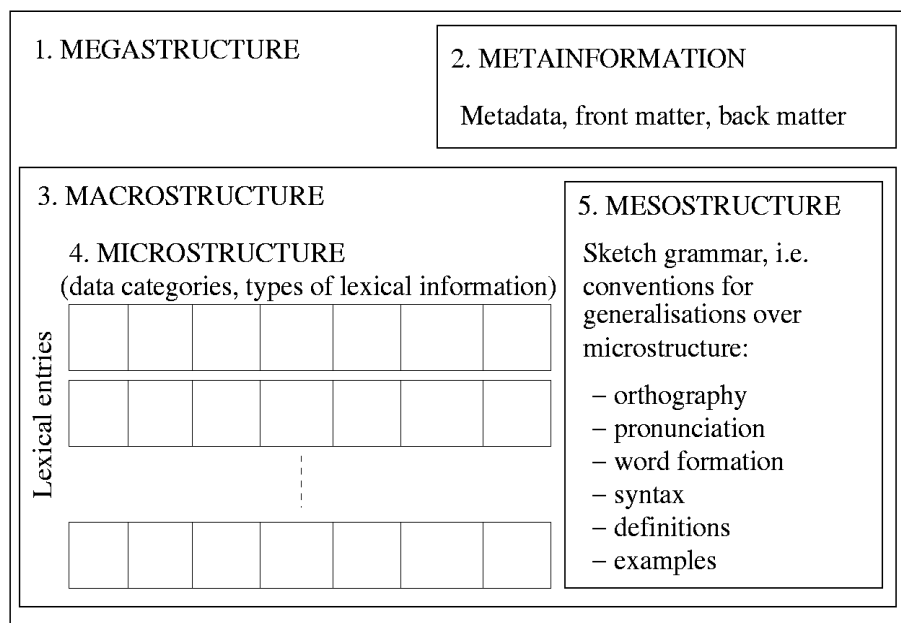 1. MEGASTRUCTURE
2. METAINFORMATION
Metadata, front matter, back matter
3. MACROSTRUCTURE
4. MICROSTRUCTURE
(data categories, types of lexical information)
Lexical entries
5. MESOSTRUCTURE
Sketch grammar, i.e.
conventions for
generalisations over
microstructure:
– orthography
– pronunciation
– word formation
– syntax
– definitions
– examples